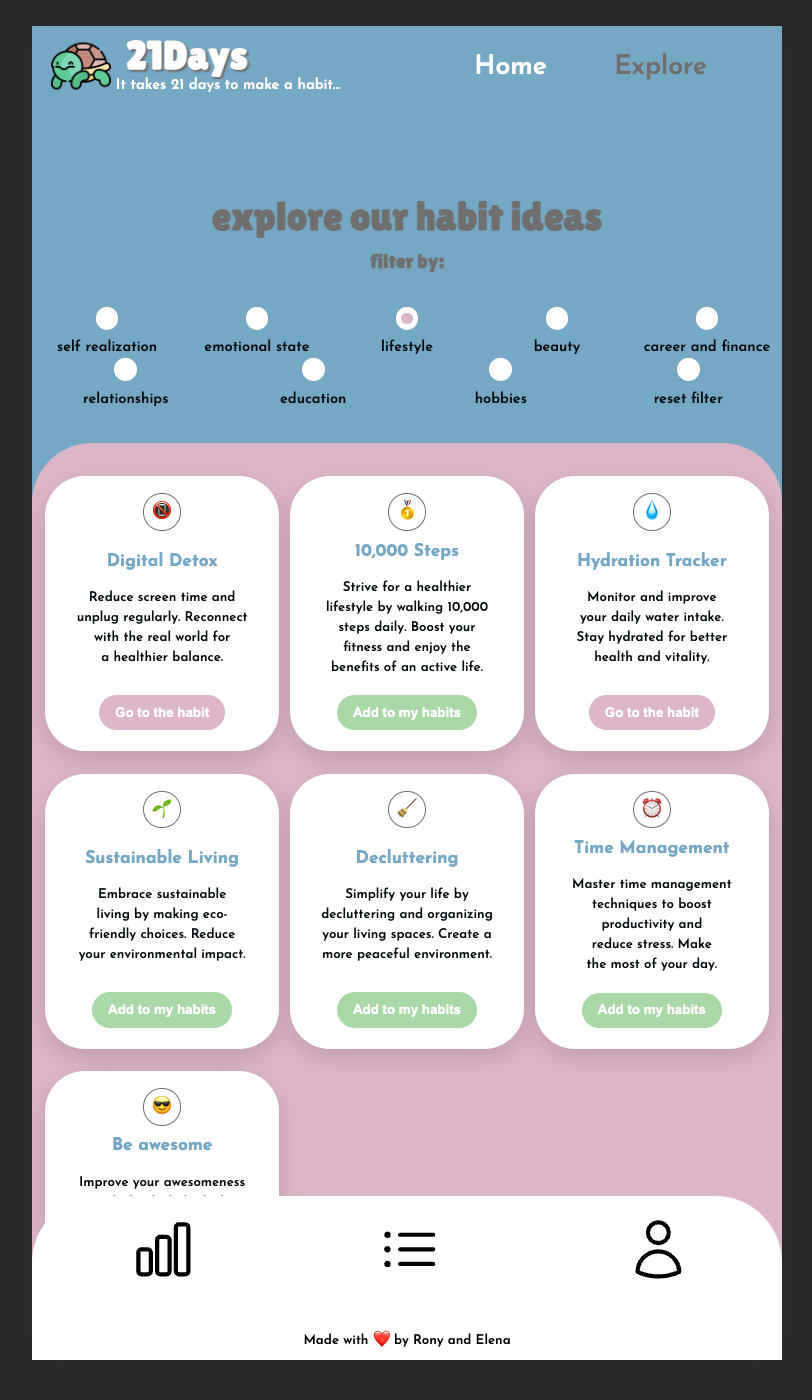 21Days
It takes 21 days to make a habit...
Home
Explore
explore our habit ideas
filter by:
self realization
emotional state
lifestyle
beauty
career and finance
relationships
education
hobbies
reset filter
Digital Detox
Reduce screen time and
unplug regularly. Reconnect
with the real world for
a healthier balance.
Go to the habit
10,000 Steps
Strive for a healthier
lifestyle by walking 10,000
steps daily. Boost your
fitness and enjoy the
benefits of an active life.
Add to my habits
Hydration Tracker
Monitor and improve
your daily water intake.
Stay hydrated for better
health and vitality.
Go to the habit
Sustainable Living
Embrace sustainable
living by making eco-
friendly choices. Reduce
your environmental impact.
Add to my habits
Decluttering
Simplify your life by
decluttering and organizing
your living spaces. Create a
more peaceful environment.
Add to my habits
Time Management
Master time management
techniques to boost
productivity and
reduce stress. Make
the most of your day.
Add to my habits
Be awesome
Improve your awesomeness
Made with ❤️ by Rony and Elena